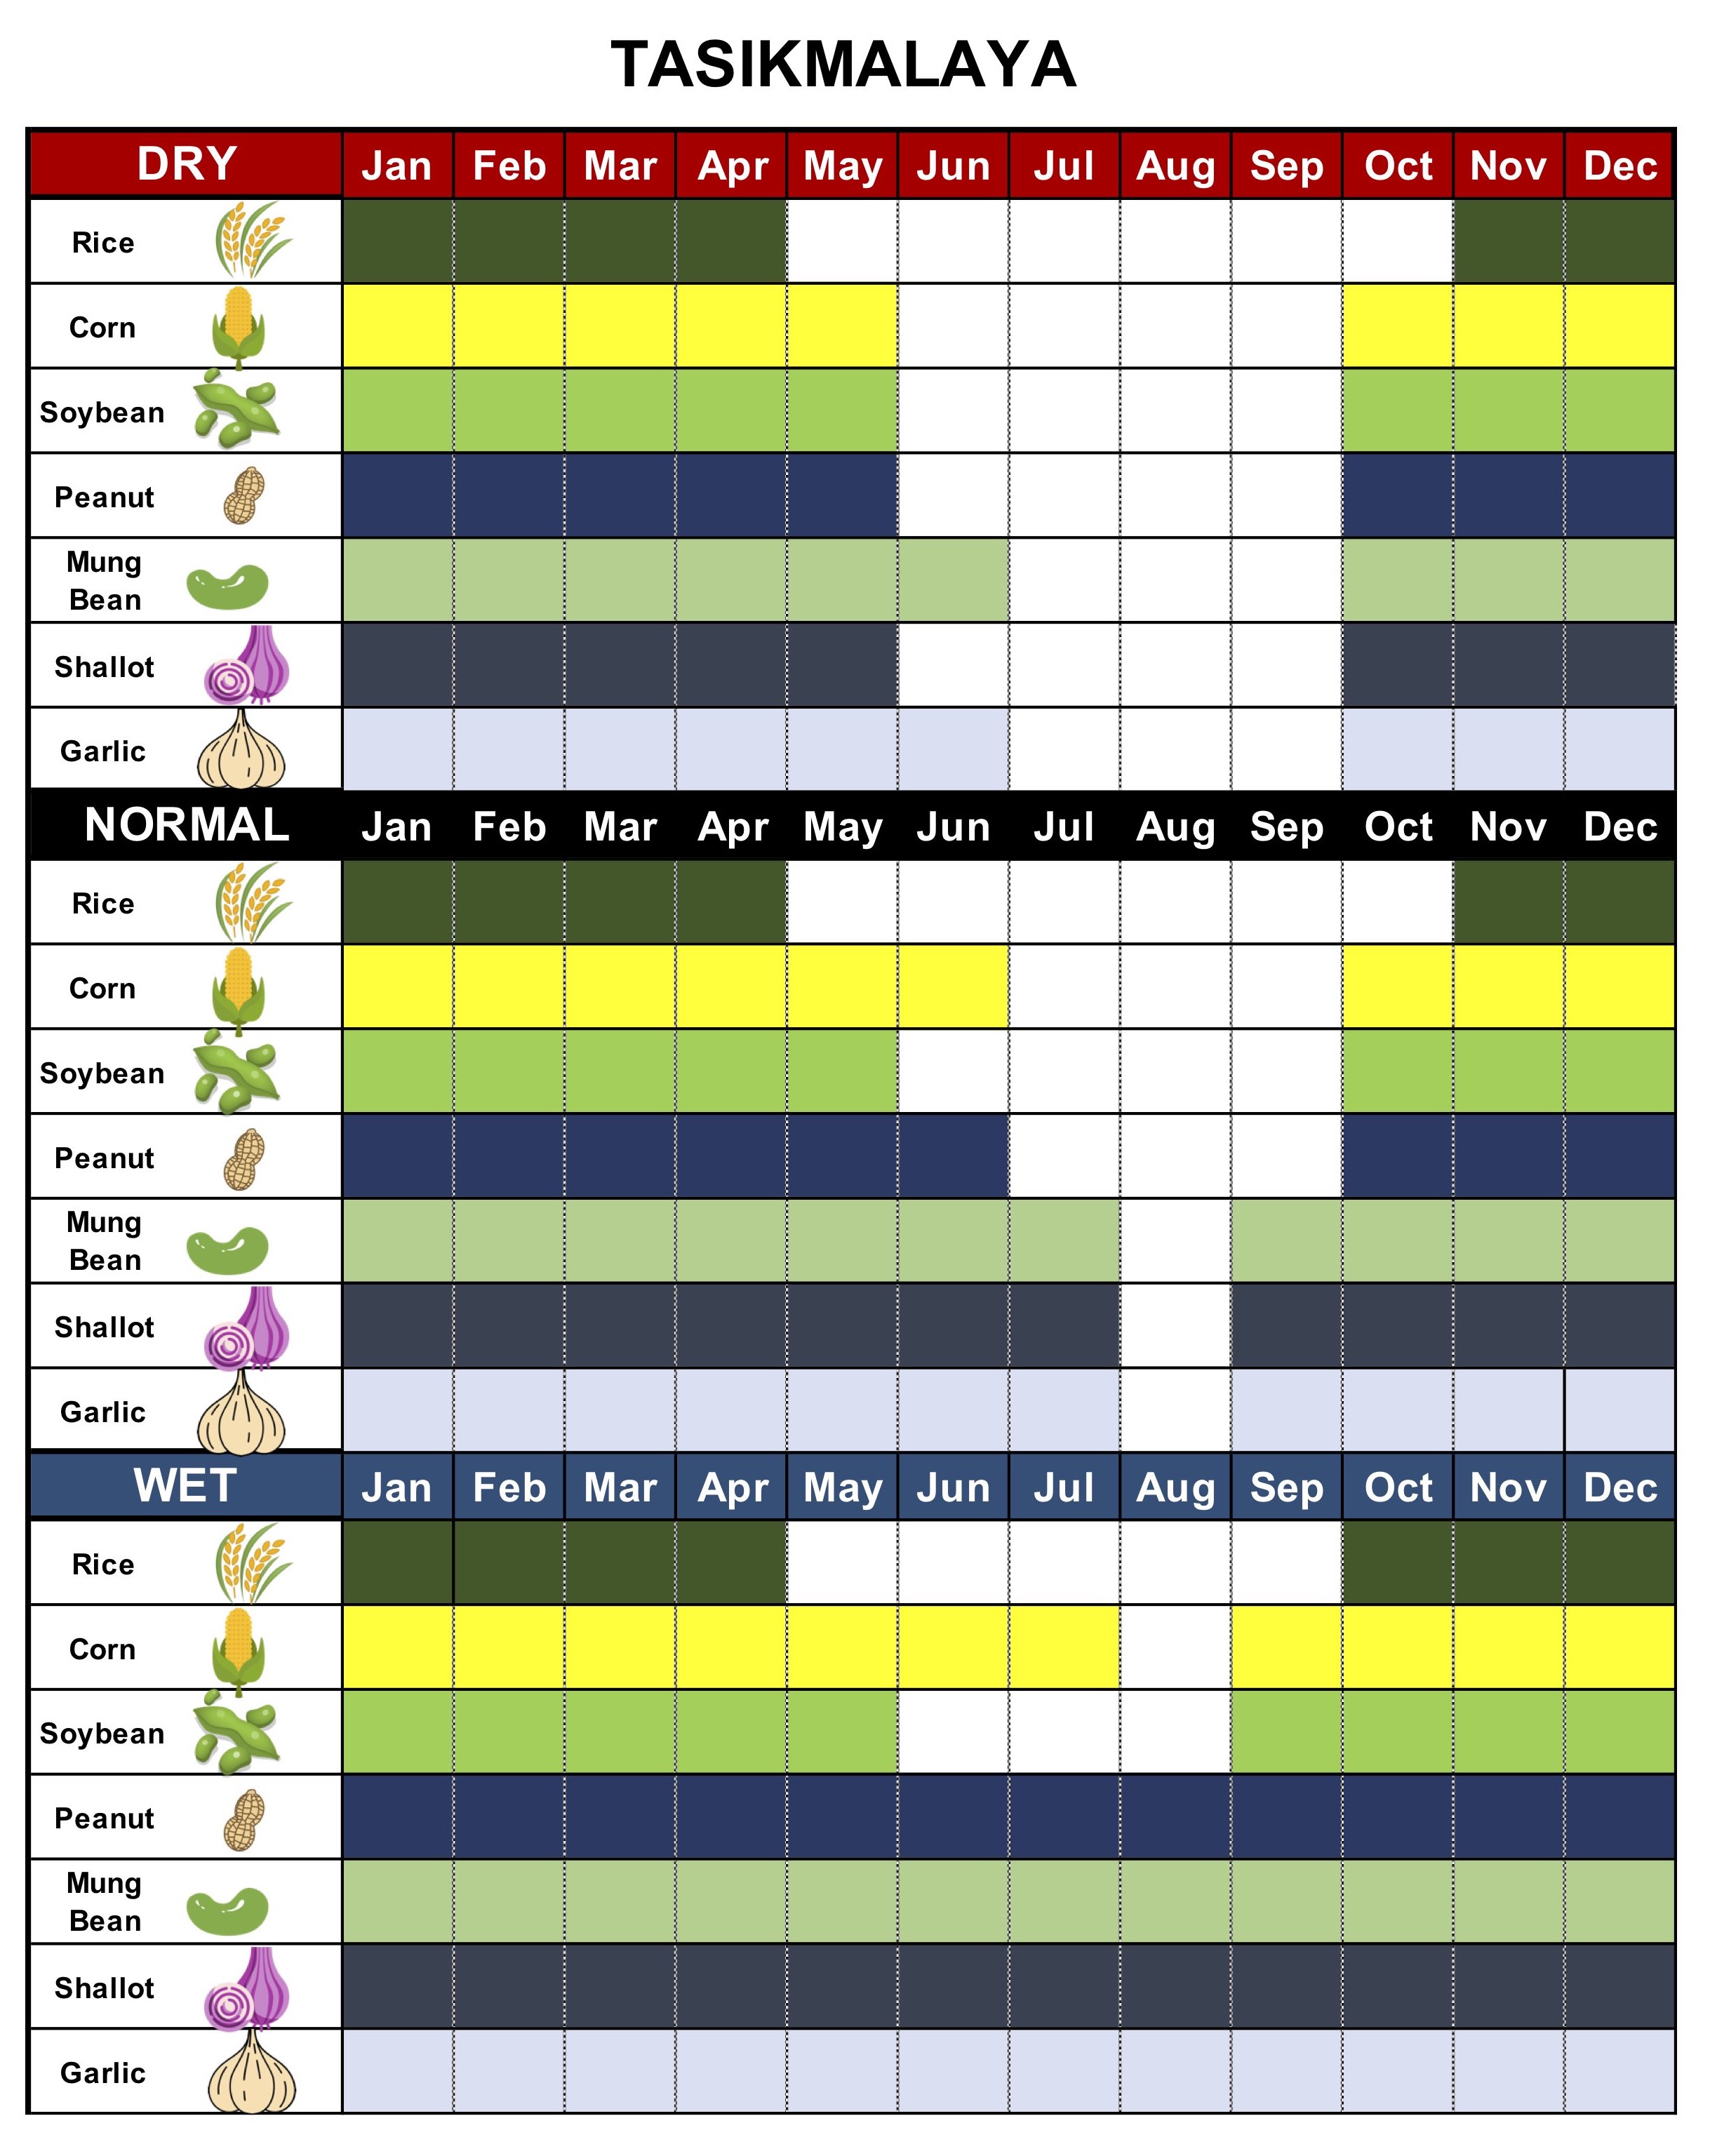 TASIKMALAYA
DRY Jan Feb Mar Apr May Jun Jul Aug Sep Oct Nov Dec
Rice
Corn
Soybean
Peanut
Mung
Bean
Shallot
Garlic
NORMAL Jan Feb Mar Apr May Jun Jul Aug Sep Oct Nov Dec
Rice
Corn
Soybean
Peanut
Mung
Bean
Shallot
Garlic
WET Jan Feb Mar Apr May Jun Jul Aug Sep Oct Nov Dec
Rice
Corn
Soybean
Peanut
Mung
Bean
Shallot
Garlic